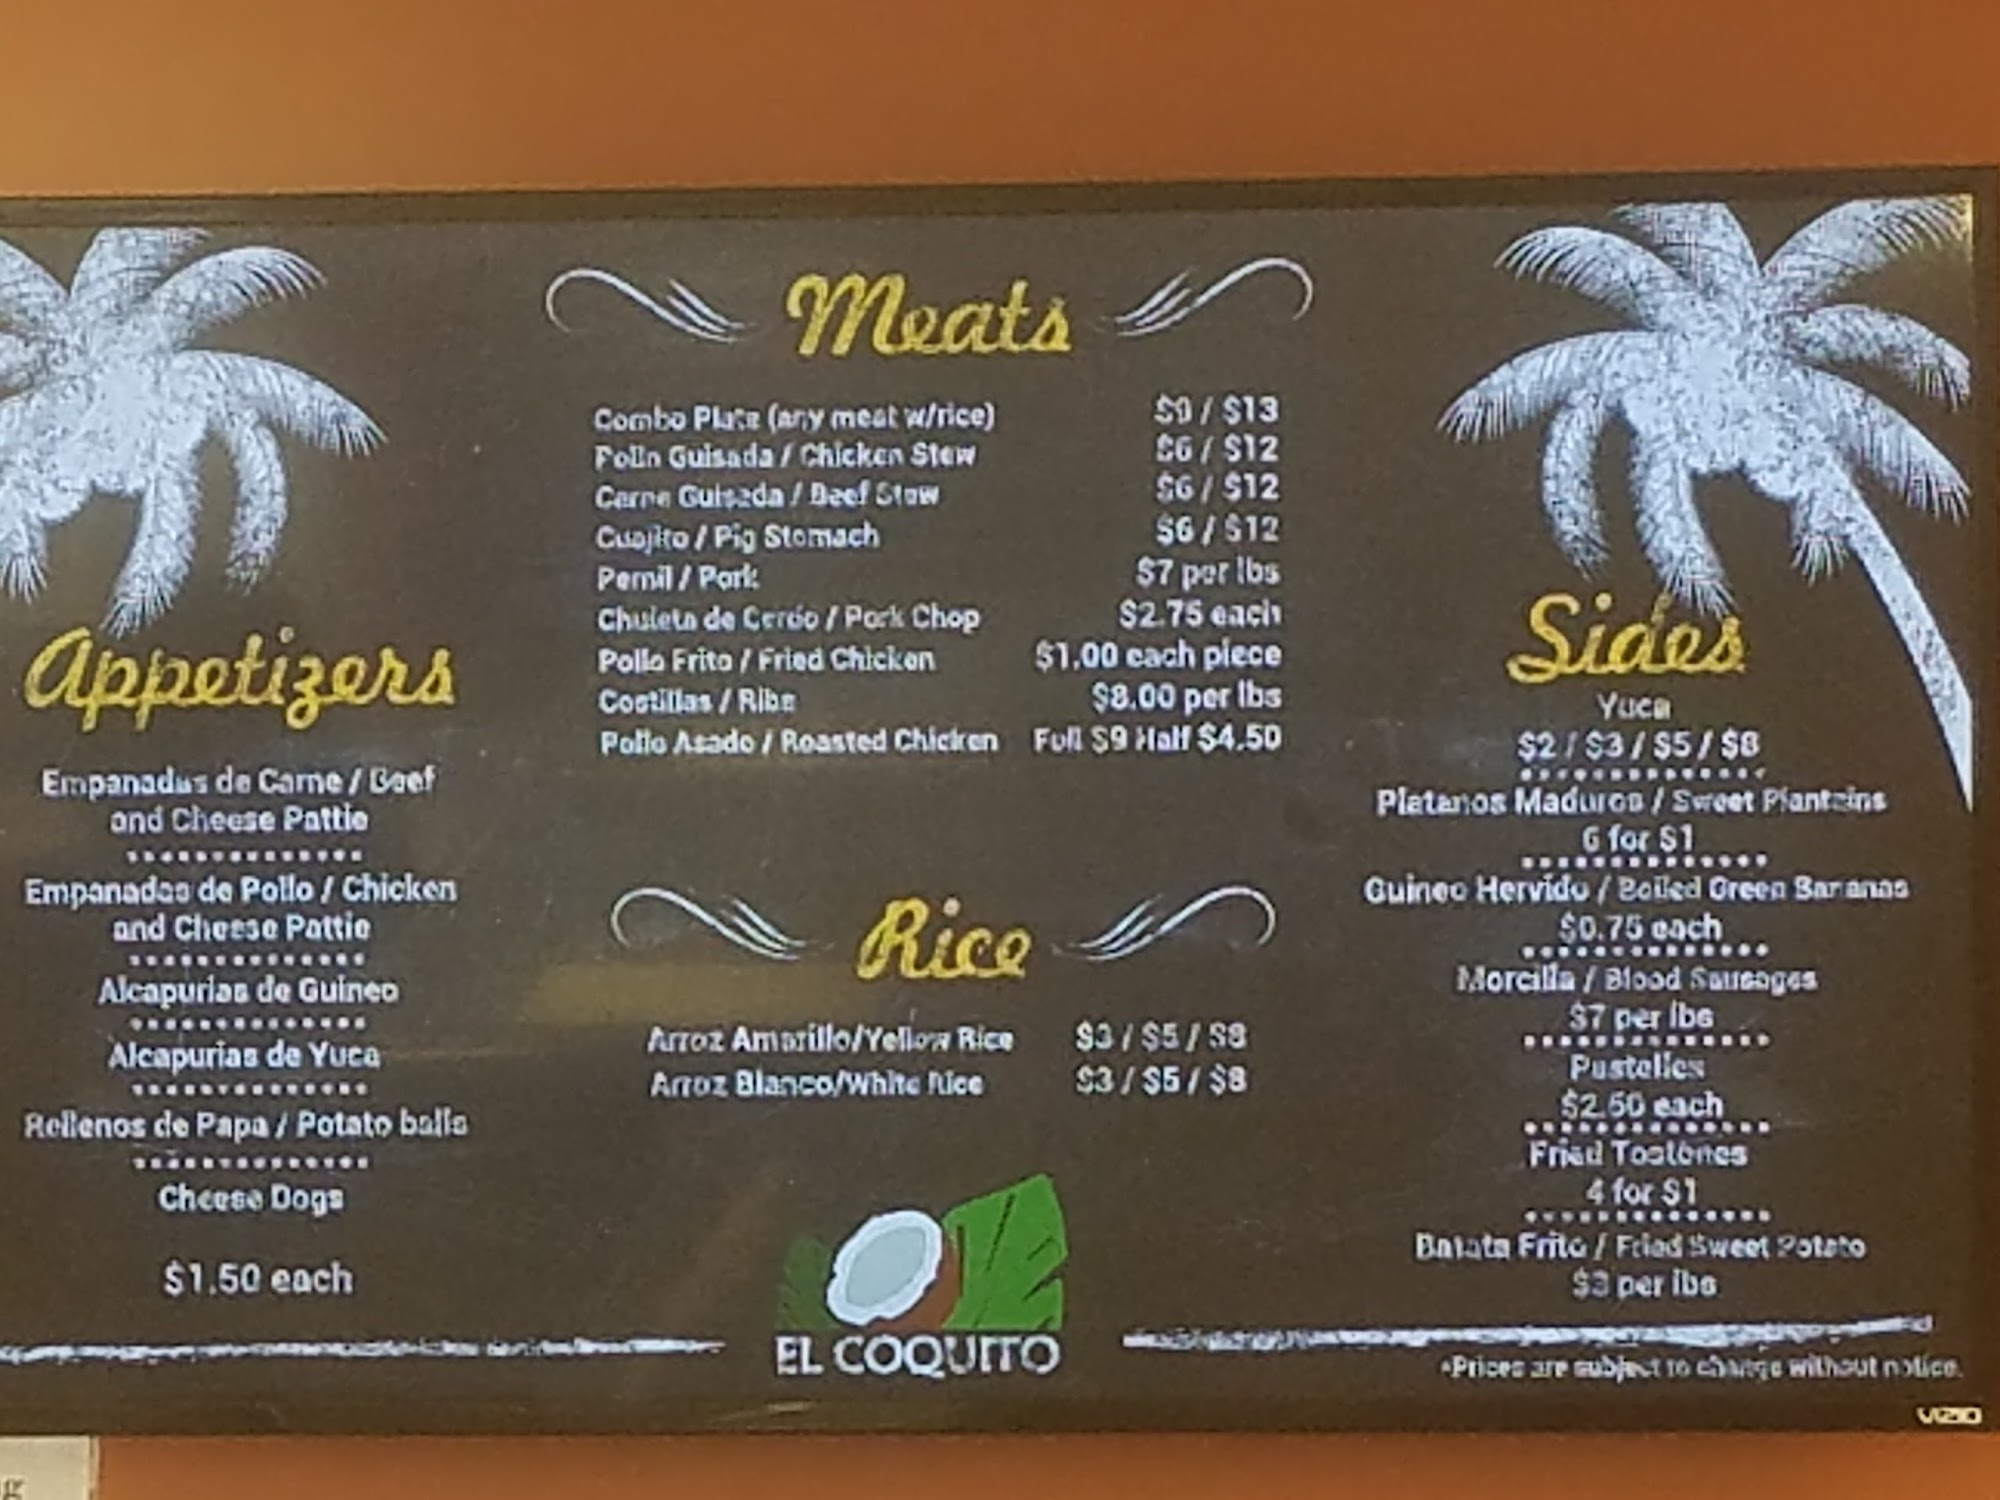 Meats
Combo Plate (any meat w/rice) $9 / $13
Pollo Guisada / Chicken Stew $6 / $12
Carne Guisada / Beef Stew $6 / $12
Cuajito / Pig Stomach $6 / $12
Pernil / Pork $7 per lbs
Chuleta de Cerdo / Pork Chop $2.75 each
Pollo Frito / Fried Chicken $1.00 each piece
Costillas / Ribs $8.00 per lbs
Pollo Asado / Roasted Chicken Full $9 Half $4.50
Appetizers
Empanadas de Carne / Beef
and Cheese Pattie
Empanadas de Pollo / Chicken
and Cheese Pattie
Alcapurias de Guineo
Alcapurias de Yuca
Rellenos de Papa / Potato balls
Cheese Dogs
$1.50 each
Rice
Arroz Amarillo/Yellow Rice $3 / $5 / $8
Arroz Blanco/White Rice $3 / $5 / $8
EL COQUITO
Sides
Yuca
$2 / $3 / $5 / $8
Platanos Maduros / Sweet Plantains
6 for $1
Guineo Hervido / Boiled Green Bananas
$0.75 each
Morcilla / Blood Sausages
$7 per lbs
Pastelles
$2.50 each
Fried Tostones
4 for $1
Batata Frito / Fried Sweet Potato
$3 per lbs
*Prices are subject to change without notice.
VIZIO